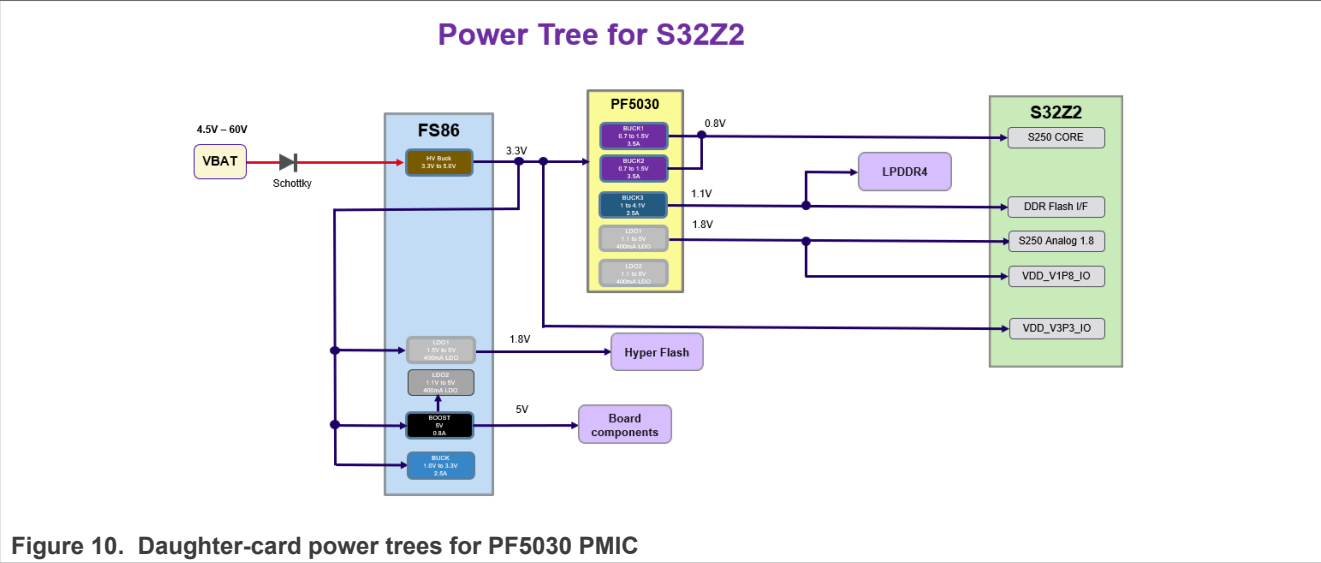 Power Tree for S32Z2
4.5V – 60V
VBAT
Schottky
FS86
HV Buck
3.3V to 5.6V
3.3V
PF5030
BUCK1
0.7 to 1.5V
3.5A
BUCK2
0.7 to 1.5V
3.5A
BUCK3
1 to 4.1V
2.5A
LDO1
1.1 to 5V
400mA LDO
LDO2
1.1 to 5V
400mA LDO
0.8V
1.1V
1.8V
LPDDR4
S32Z2
S250 CORE
DDR Flash I/F
S250 Analog 1.8
VDD_V1P8_IO
VDD_V3P3_IO
LDO1
1.5V to 5V
400mA LDO
1.8V
Hyper Flash
LDO2
1.1V to 5V
400mA LDO
BOOST
5V
0.8A
5V
Board
components
BUCK
1.0V to 3.3V
2.5A
Figure 10. Daughter-card power trees for PF5030 PMIC